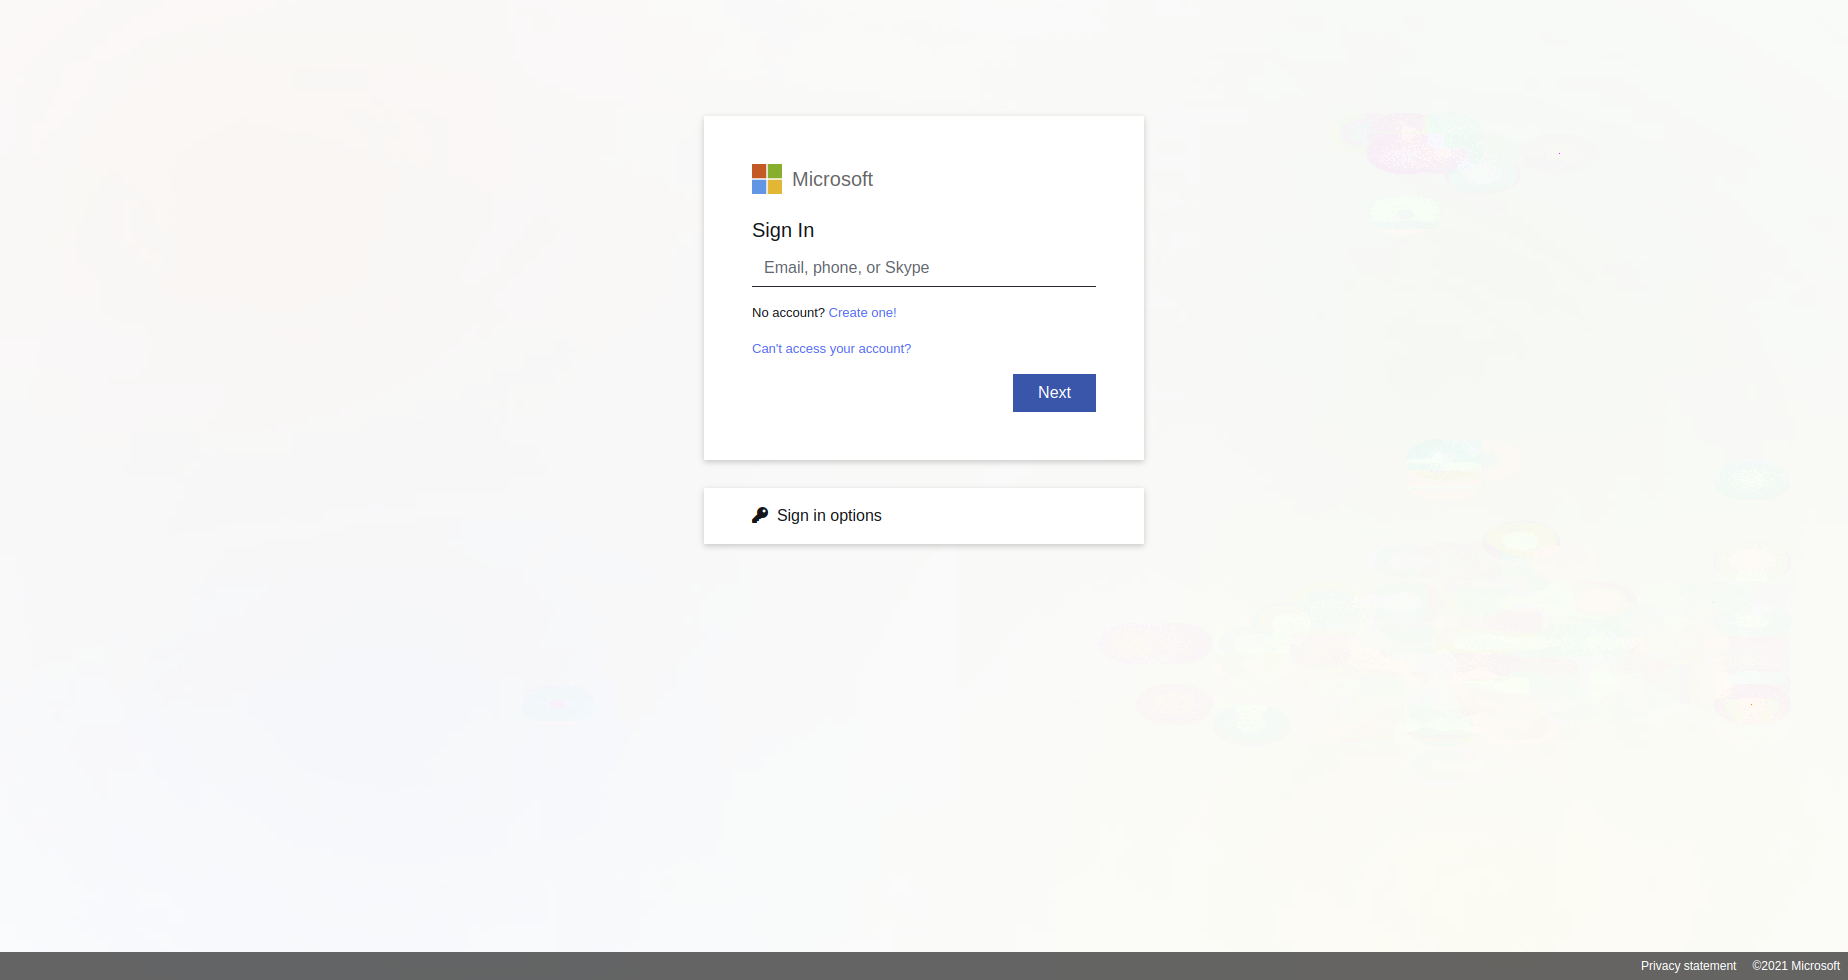 Microsoft
Sign In
Email, phone, or Skype
No account? Create one!
Can't access your account?
Next
Sign in options
Privacy statement ©2021 Microsoft